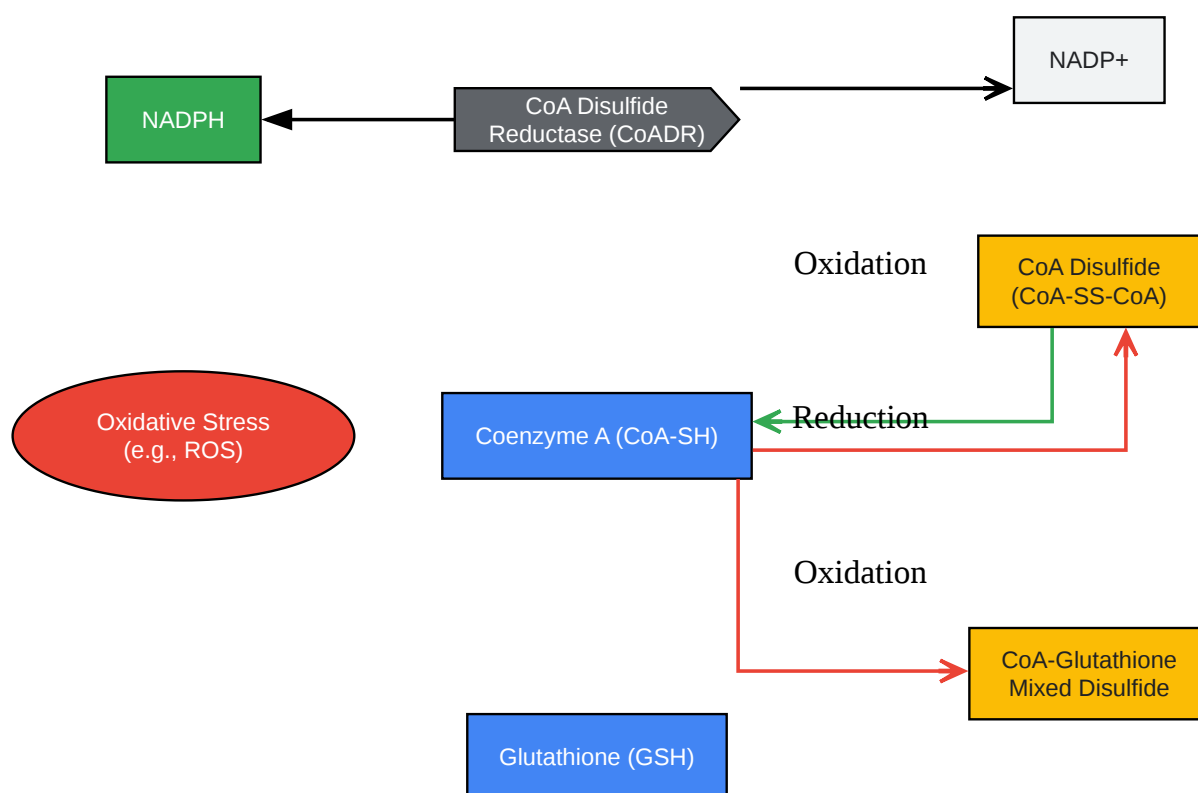 NADP+
NADPH
CoA Disulfide
Reductase (CoADR)
Oxidation
CoA Disulfide
(CoA-SS-CoA)
Oxidative Stress
(e.g., ROS)
Coenzyme A (CoA-SH)
Reduction
Oxidation
CoA-Glutathione
Mixed Disulfide
Glutathione (GSH)